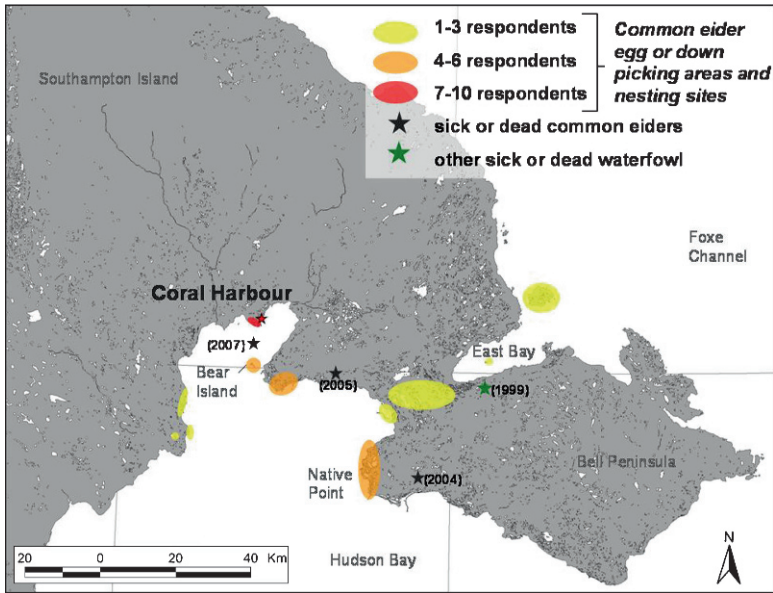 1-3 respondents
4-6 respondents
7-10 respondents
Common eider
egg or down
picking areas and
nesting sites
sick or dead common eiders
other sick or dead waterfowl
Southampton Island
Foxe
Channel
Coral Harbour
(2007)
Bear
Island
(2005)
East Bay
(1999)
Native
Point
(2004)
Bell Peninsula
Hudson Bay
20 0 20 40 Km
N